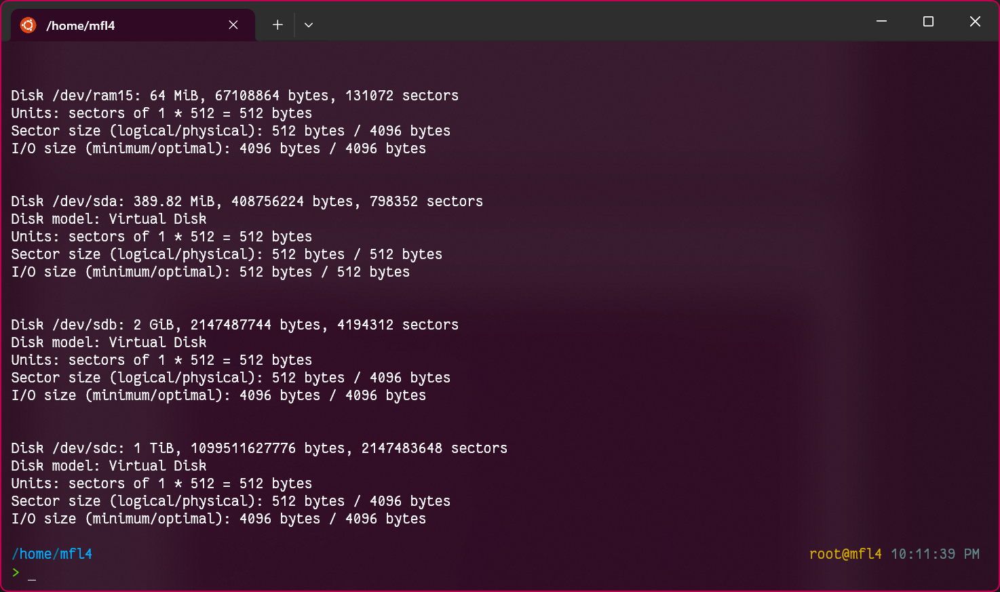 /home/mfl4
Disk /dev/ram15: 64 MiB, 67108864 bytes, 131072 sectors
Units: sectors of 1 * 512 = 512 bytes
Sector size (logical/physical): 512 bytes / 4096 bytes
I/O size (minimum/optimal): 4096 bytes / 4096 bytes
Disk /dev/sda: 389.82 MiB, 408756224 bytes, 798352 sectors
Disk model: Virtual Disk
Units: sectors of 1 * 512 = 512 bytes
Sector size (logical/physical): 512 bytes / 512 bytes
I/O size (minimum/optimal): 512 bytes / 512 bytes
Disk /dev/sdb: 2 GiB, 2147487744 bytes, 4194312 sectors
Disk model: Virtual Disk
Units: sectors of 1 * 512 = 512 bytes
Sector size (logical/physical): 512 bytes / 4096 bytes
I/O size (minimum/optimal): 4096 bytes / 4096 bytes
Disk /dev/sdc: 1 TiB, 1099511627776 bytes, 2147483648 sectors
Disk model: Virtual Disk
Units: sectors of 1 * 512 = 512 bytes
Sector size (logical/physical): 512 bytes / 4096 bytes
I/O size (minimum/optimal): 4096 bytes / 4096 bytes
/home/mfl4 root@mfl4 10:11:39 PM
> _